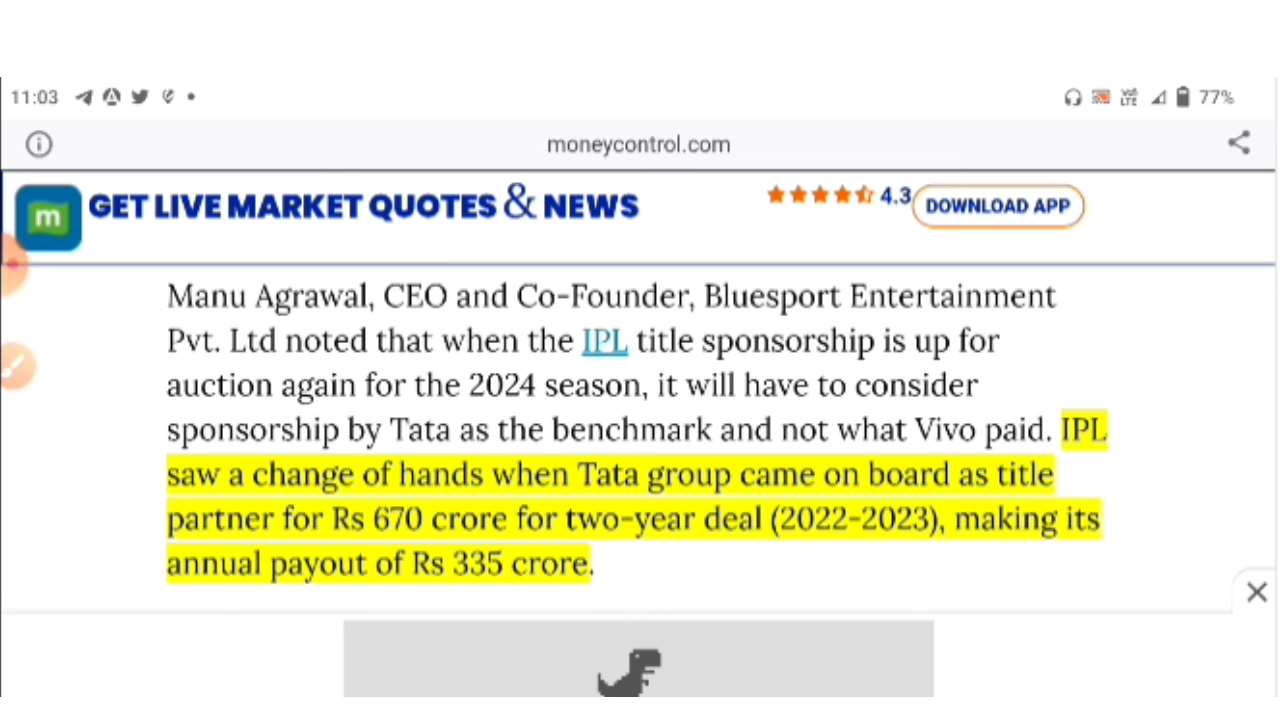 11:03
VoD LTE 77%
moneycontrol.com
m GET LIVE MARKET QUOTES & NEWS 4.3 DOWNLOAD APP
Manu Agrawal, CEO and Co-Founder, Bluesport Entertainment
Pvt. Ltd noted that when the IPL title sponsorship is up for
auction again for the 2024 season, it will have to consider
sponsorship by Tata as the benchmark and not what Vivo paid. IPL
saw a change of hands when Tata group came on board as title
partner for Rs 670 crore for two-year deal (2022-2023), making its
annual payout of Rs 335 crore.